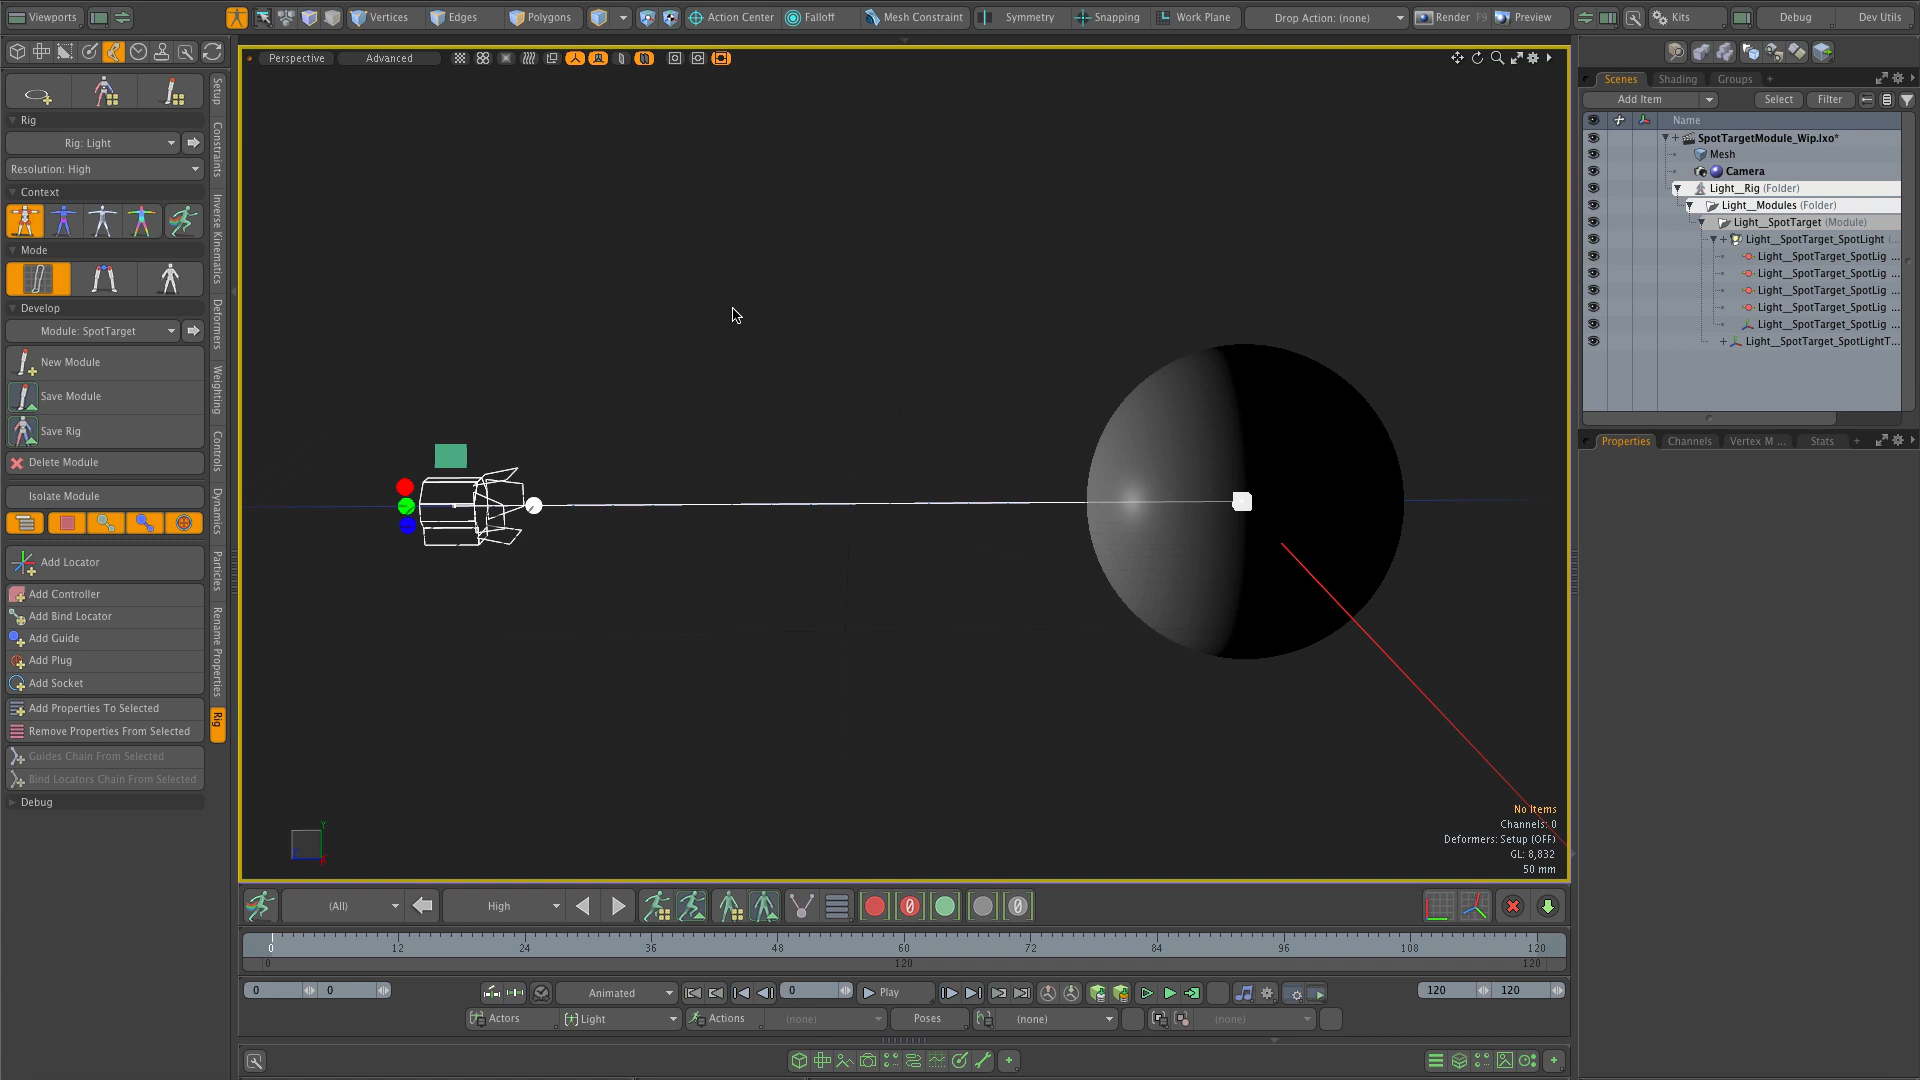 Viewports
Vertices
Edges
Polygons
Action Center
Falloff
Mesh Constraint
Symmetry
Snapping
Work Plane
Drop Action: (none)
Render F9
Preview
Kits
Debug
Dev Utils
Perspective
Advanced
Rig
Rig: Light
Resolution: High
Context
Mode
Develop
Module: SpotTarget
New Module
Save Module
Save Rig
Delete Module
Isolate Module
Add Locator
Add Controller
Add Bind Locator
Add Guide
Add Plug
Add Socket
Add Properties To Selected
Remove Properties From Selected
Guides Chain From Selected
Bind Locators Chain From Selected
Debug
Setup
Constraints
Inverse Kinematics
Deformers
Weighting
Controls
Dynamics
Particles
Rename Properties
Rig
Y
X
No Items
Channels: 0
Deformers: Setup (OFF)
GL: 8,832
50 mm
Scenes
Shading
Groups
+
Add Item
Select
Filter
Name
SpotTargetModule_Wip.lxo*
Mesh
Camera
Light__Rig (Folder)
Light__Modules (Folder)
Light__SpotTarget (Module)
Light__SpotTarget_SpotLight (...
Light__SpotTarget_SpotLig ...
Light__SpotTarget_SpotLig ...
Light__SpotTarget_SpotLig ...
Light__SpotTarget_SpotLig ...
Light__SpotTarget_SpotLig ...
Light__SpotTarget_SpotLightT...
Properties
Channels
Vertex M ...
Stats
+
(All)
High
0
0
0 12 24 36 48 60 72 84 96 108 120
0 120 120
0
0
Animated
0
Play
120
120
Actors
Light
Actions
(none)
Poses
(none)
(none)